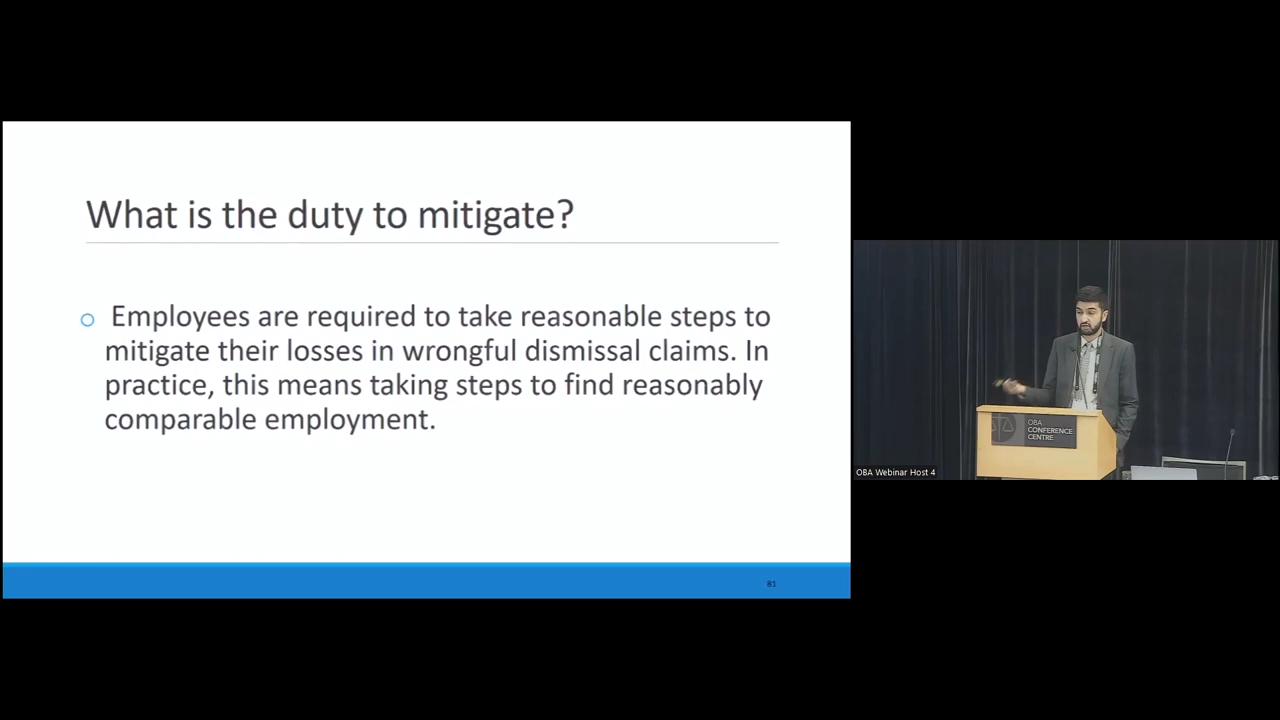 What is the duty to mitigate?
o Employees are required to take reasonable steps to
mitigate their losses in wrongful dismissal claims. In
practice, this means taking steps to find reasonably
comparable employment.
81
OBA
CONFERENCE
CENTRE
OBA Webinar Host 4